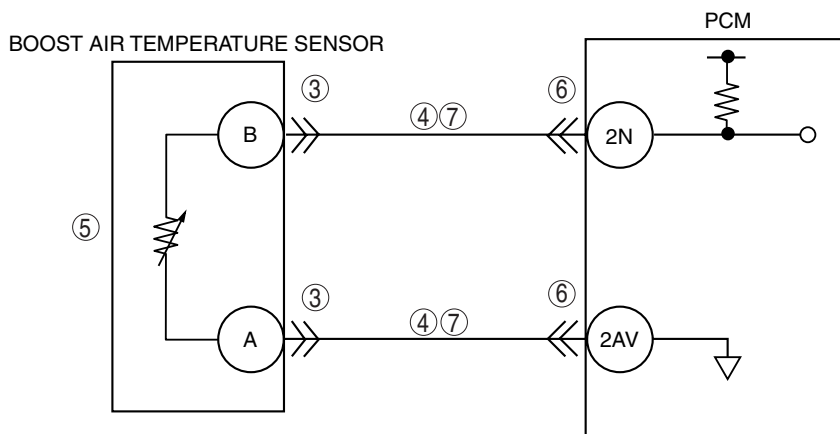 PCM
BOOST AIR TEMPERATURE SENSOR
③ ⑥
B ④⑦ 2N
⑤
③ ⑥
A ④⑦ 2AV